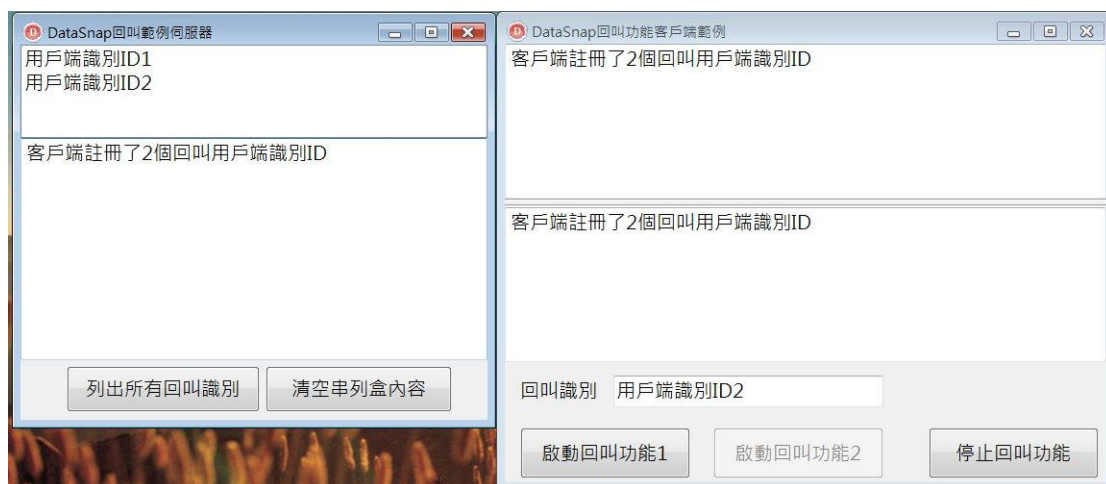 DataSnap回叫範例伺服器
用戶端識別ID1
用戶端識別ID2
客戶端註冊了2個回叫用戶端識別ID
列出所有回叫識別
清空串列盒內容
DataSnap回叫功能客戶端範例
客戶端註冊了2個回叫用戶端識別ID
客戶端註冊了2個回叫用戶端識別ID
回叫識別 用戶端識別ID2
啟動回叫功能1
啟動回叫功能2
停止回叫功能